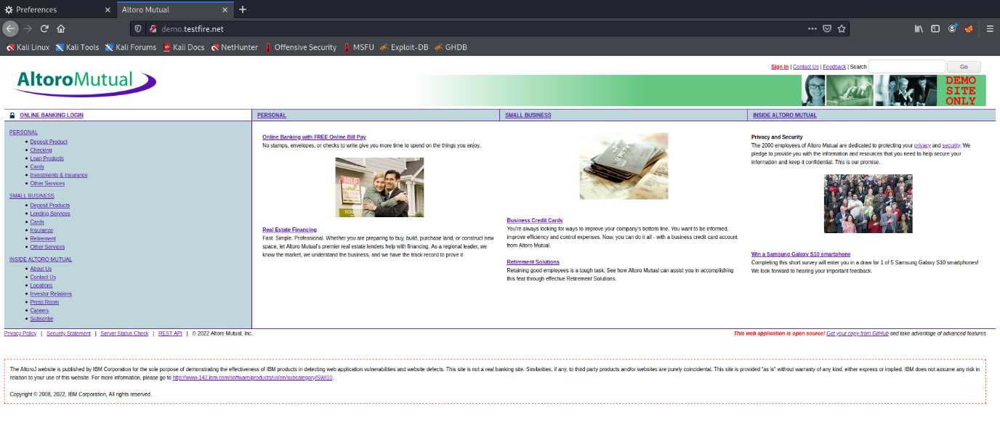 Preferences
Altoro Mutual
demo.testfire.net
Kali Linux Kali Tools Kali Forums Kali Docs NetHunter Offensive Security MSFU Exploit-DB GHDB
Sign In | Contact Us | Feedback | Search Go
AltoroMutual
DEMO
SITE
ONLY
ONLINE BANKING LOGIN
PERSONAL
SMALL BUSINESS
INSIDE ALTORO MUTUAL
PERSONAL
Deposit Product
Checking
Loan Products
Cards
Investments & Insurance
Other Services
SMALL BUSINESS
Deposit Products
Lending Services
Cards
Insurance
Retirement
Other Services
INSIDE ALTORO MUTUAL
About Us
Contact Us
Locations
Investor Relations
Press Room
Careers
Subscribe
Online Banking with FREE Online Bill Pay
No stamps, envelopes, or checks to write give you more time to spend on the things you enjoy.
SOLD
Real Estate Financing
Fast. Simple. Professional. Whether you are preparing to buy, build, purchase land, or construct new
space, let Altoro Mutual's premier real estate lenders help with financing. As a regional leader, we
know the market, we understand the business, and we have the track record to prove it
Business Credit Cards
You're always looking for ways to improve your company's bottom line. You want to be informed,
improve efficiency and control expenses. Now, you can do it all - with a business credit card account
from Altoro Mutual.
Retirement Solutions
Retaining good employees is a tough task. See how Altoro Mutual can assist you in accomplishing
this feat through effective Retirement Solutions.
Privacy and Security
The 2000 employees of Altoro Mutual are dedicated to protecting your privacy and security. We
pledge to provide you with the information and resources that you need to help secure your
information and keep it confidential. This is our promise.
Win a Samsung Galaxy S10 smartphone
Completing this short survey will enter you in a draw for 1 of 5 Samsung Galaxy S10 smartphones!
We look forward to hearing your important feedback.
Privacy Policy | Security Statement | Server Status Check | REST API | © 2022 Altoro Mutual, Inc.
This web application is open source! Get your copy from GitHub and take advantage of advanced features
The AltoroJ website is published by IBM Corporation for the sole purpose of demonstrating the effectiveness of IBM products in detecting web application vulnerabilities and website defects. This site is not a real banking site. Similarities, if any, to third party products and/or websites are purely coincidental. This site is provided "as is" without warranty of any kind, either express or implied. IBM does not assume any risk in
relation to your use of this website. For more information, please go to http://www-142.ibm.com/software/products/us/en/subcategory/SWI10.
Copyright © 2008, 2022, IBM Corporation, All rights reserved.